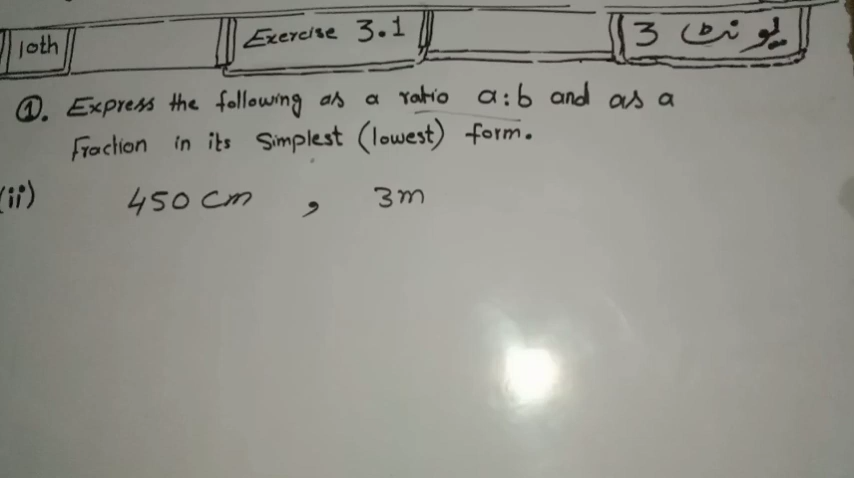 10th
Exercise 3.1
یونٹ 3
①. Express the following as a ratio a:b and as a
Fraction in its Simplest (lowest) form.
(ii) 450 cm , 3m